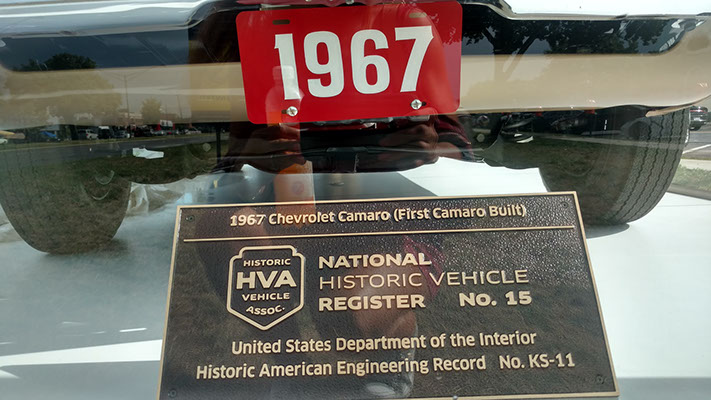 1967
1967 Chevrolet Camaro (First Camaro Built)
HISTORIC
HVA
VEHICLE
ASSOC.
NATIONAL
HISTORIC VEHICLE
REGISTER No. 15
United States Department of the Interior
Historic American Engineering Record No. KS-11